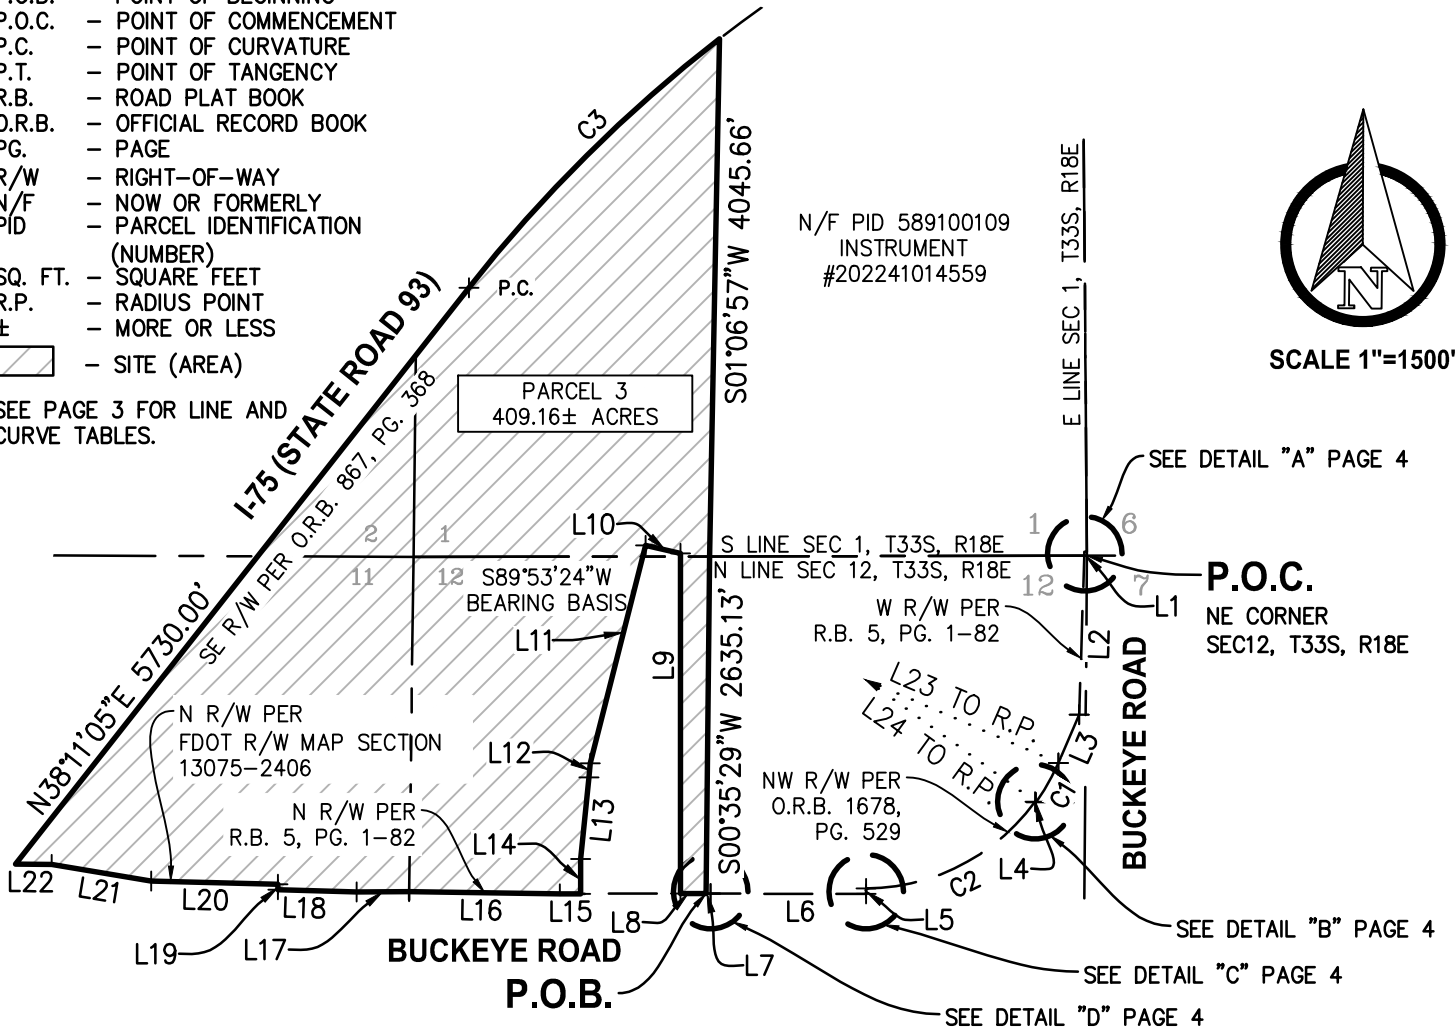 P.O.C. – POINT OF COMMENCEMENT
P.C. – POINT OF CURVATURE
P.T. – POINT OF TANGENCY
R.B. – ROAD PLAT BOOK
O.R.B. – OFFICIAL RECORD BOOK
PG. – PAGE
R/W – RIGHT–OF–WAY
N/F – NOW OR FORMERLY
PID – PARCEL IDENTIFICATION
(NUMBER)
SQ. FT. – SQUARE FEET
R.P. – RADIUS POINT
± – MORE OR LESS
– SITE (AREA)
SEE PAGE 3 FOR LINE AND
CURVE TABLES.
C3
P.C.
I-75 (STATE ROAD 93)
SE R/W PER O.R.B. 867, PG. 368
N38°11'05"E 5730.00'
PARCEL 3
409.16± ACRES
S01°06'57"W 4045.66'
N/F PID 589100109
INSTRUMENT
#202241014559
E LINE SEC 1, T33S, R18E
N
SCALE 1"=1500'
SEE DETAIL "A" PAGE 4
2 1
11 12
1 6
12 7
S LINE SEC 1, T33S, R18E
N LINE SEC 12, T33S, R18E
S89°53'24"W
BEARING BASIS
P.O.C.
NE CORNER
SEC12, T33S, R18E
L1
L2
L3
W R/W PER
R.B. 5, PG. 1–82
BUCKEYE ROAD
L23 TO R.P.
L24 TO R.P.
NW R/W PER
O.R.B. 1678,
PG. 529
C1
L4
C2
L5
L6
L7
L8
S00°35'29"W 2635.13'
L9
L10
L11
L12
L13
L14
L15
L16
L17
L18
L19
L20
L21
L22
N R/W PER
FDOT R/W MAP SECTION
13075–2406
N R/W PER
R.B. 5, PG. 1–82
BUCKEYE ROAD
P.O.B.
SEE DETAIL "B" PAGE 4
SEE DETAIL "C" PAGE 4
SEE DETAIL "D" PAGE 4